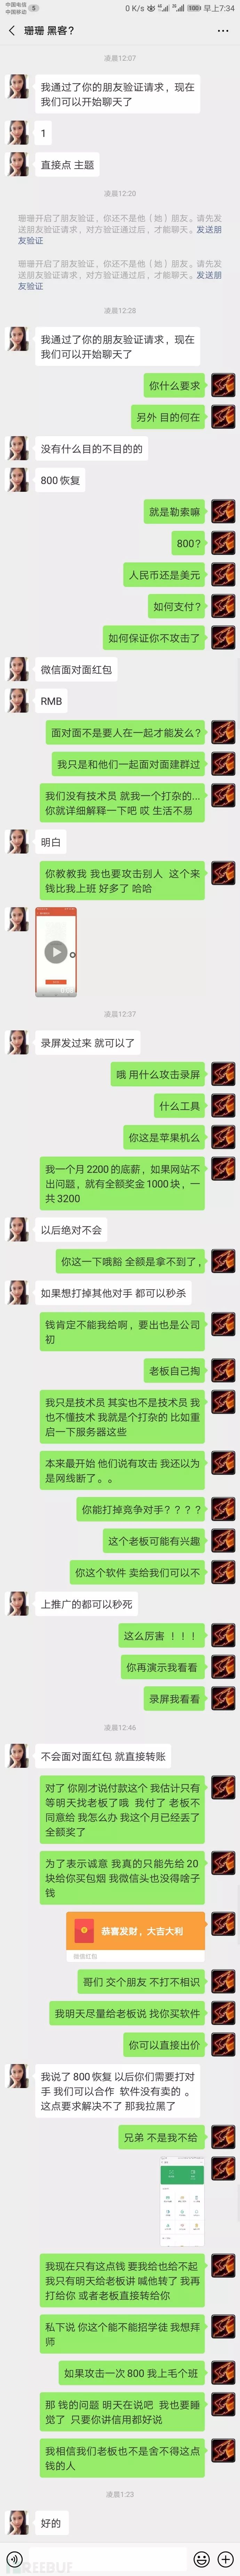 中国电信
中国移动
0 K/s
早上7:34
珊珊 黑客?
凌晨12:07
我通过了你的朋友验证请求，现在
我们可以开始聊天了
1
直接点 主题
凌晨12:20
珊珊开启了朋友验证，你还不是他（她）朋友。请先发
送朋友验证请求，对方验证通过后，才能聊天。发送朋
友验证
珊珊开启了朋友验证，你还不是他（她）朋友。请先发
送朋友验证请求，对方验证通过后，才能聊天。发送朋
友验证
凌晨12:28
我通过了你的朋友验证请求，现在
我们可以开始聊天了
你什么要求
另外 目的何在
没有什么目的不目的的
800 恢复
就是勒索嘛
800?
人民币还是美元
如何支付?
如何保证你不攻击了
微信面对面红包
RMB
面对面不是要人在一起才能发么?
我只是和他们一起面对面建群过
我们没有技术员 就我一个打杂的...
你就详细解释一下吧 哎 生活不易
明白
你教教我 我也要攻击别人 这个来
钱比我上班 好多了 哈哈
凌晨12:37
录屏发过来 就可以了
哦 用什么攻击录屏
什么工具
你这是苹果机么
我一个月 2200 的底薪，如果网站不
出问题，就有全额奖金1000块，一
共 3200
以后绝对不会
你这一下哦豁 全额是拿不到了,
如果想打掉其他对手 都可以秒杀
钱肯定不能我给啊，要出也是公司
初
老板自己掏
我只是技术员 其实也不是技术员 我
也不懂技术 我就是个打杂的 比如重
启一下服务器这些
本来最开始 他们说有攻击 我还以为
是网线断了 。。
你能打掉竞争对手？？？？
这个老板可能有兴趣
你这个软件 卖给我们可以不
上推广的都可以秒死
这么厉害 ！！！
你再演示我看看
录屏我看看
凌晨12:46
不会面对面红包 就直接转账
对了 你刚才说付款这个 我估计只有
等明天找老板了哦 我付了 老板不
同意给 我怎么办 我这个月已经丢了
全额奖了
为了表示诚意 我真的只能先给 20
块给你买包烟 我微信头也没得啥子
钱
恭喜发财，大吉大利
微信红包
哥们 交个朋友 不打不相识
我明天尽量给老板说 找你买软件
你可以直接出价
我说了 800 恢复 以后你们需要打对
手 我们可以合作 软件没有卖的 。
这点要求解决不了 那我拉黑了
兄弟 不是我不给
我现在只有这点钱 要我给也给不起
我只有明天给老板讲 喊他转了 我再
打给你 或者老板直接转给你
私下说 你这个能不能招学徒 我想拜
师
如果攻击一次 800 我上毛个班
那 钱的问题 明天在说吧 我也要睡
觉了 只要你讲信用都好说
我相信我们老板也不是舍不得这点
钱的人
凌晨1:23
好的
FREEBUF